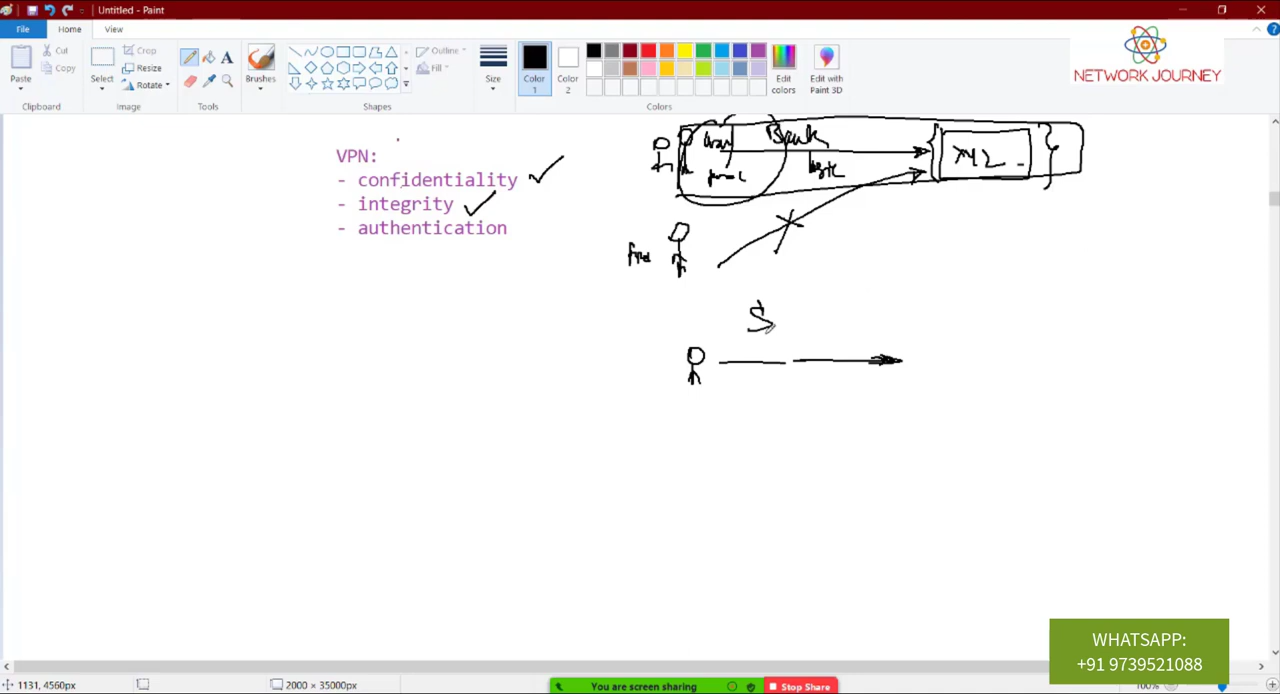 Untitled - Paint
File
Home
View
Paste
Cut
Copy
Clipboard
Select
Crop
Resize
Rotate
Image
Tools
Brushes
Shapes
Outline
Fill
Size
Color
1
Color
2
Colors
Edit
colors
Edit with
Paint 3D
NETWORK JOURNEY
VPN:
- confidentiality
- integrity
- authentication
Bank
S
WHATSAPP:
+91 9739521088
1131, 4560px
2000 × 35000px
You are screen sharing
Stop Share
100%